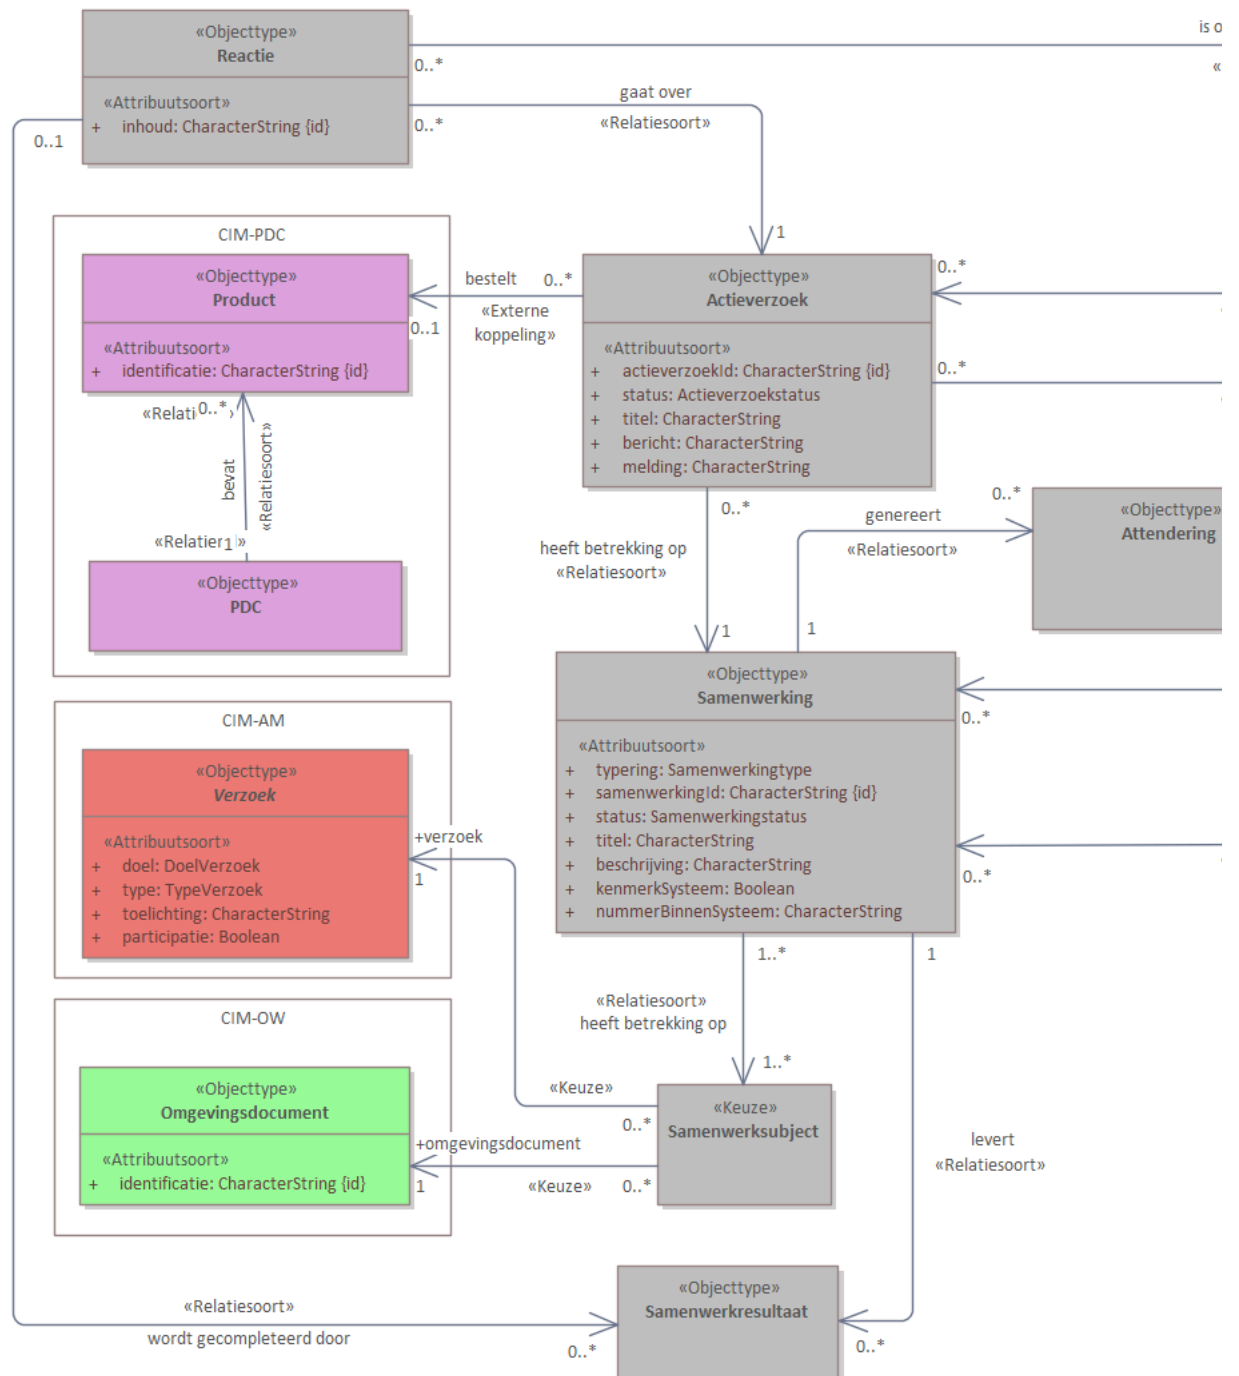 «Objecttype»
Reactie
«Attribuutsoort»
+ inhoud: CharacterString {id}
0..*
is o
«
gaat over
0..*
«Relatiesoort»
0..1
1
CIM-PDC
«Objecttype»
Product
«Attribuutsoort»
+ identificatie: CharacterString {id}
bestelt
0..*
«Externe
koppeling»
0..1
«Objecttype»
Actieverzoek
«Attribuutsoort»
+ actieverzoekId: CharacterString {id}
+ status: Actieverzoekstatus
+ titel: CharacterString
+ bericht: CharacterString
+ melding: CharacterString
0..*
0..*
«Relati
0..*
bevat
«Relatiesoort»
«Relatier
1
»
«Objecttype»
PDC
0..*
heeft betrekking op
«Relatiesoort»
1
genereert
0..*
«Relatiesoort»
1
«Objecttype»
Attendering
«Objecttype»
Samenwerking
«Attribuutsoort»
+ typering: Samenwerkingtype
+ samenwerkingId: CharacterString {id}
+ status: Samenwerkingstatus
+ titel: CharacterString
+ beschrijving: CharacterString
+ kenmerkSysteem: Boolean
+ nummerBinnenSysteem: CharacterString
0..*
0..*
CIM-AM
«Objecttype»
Verzoek
«Attribuutsoort»
+ doel: DoelVerzoek
+ type: TypeVerzoek
+ toelichting: CharacterString
+ participatie: Boolean
+verzoek
1
1..*
1
«Relatiesoort»
heeft betrekking op
1..*
CIM-OW
«Objecttype»
Omgevingsdocument
«Attribuutsoort»
+ identificatie: CharacterString {id}
«Keuze»
0..*
+omgevingsdocument
1
«Keuze»
0..*
«Keuze»
Samenwerksubject
levert
«Relatiesoort»
«Relatiesoort»
wordt gecompleteerd door
0..*
«Objecttype»
Samenwerkresultaat
0..*